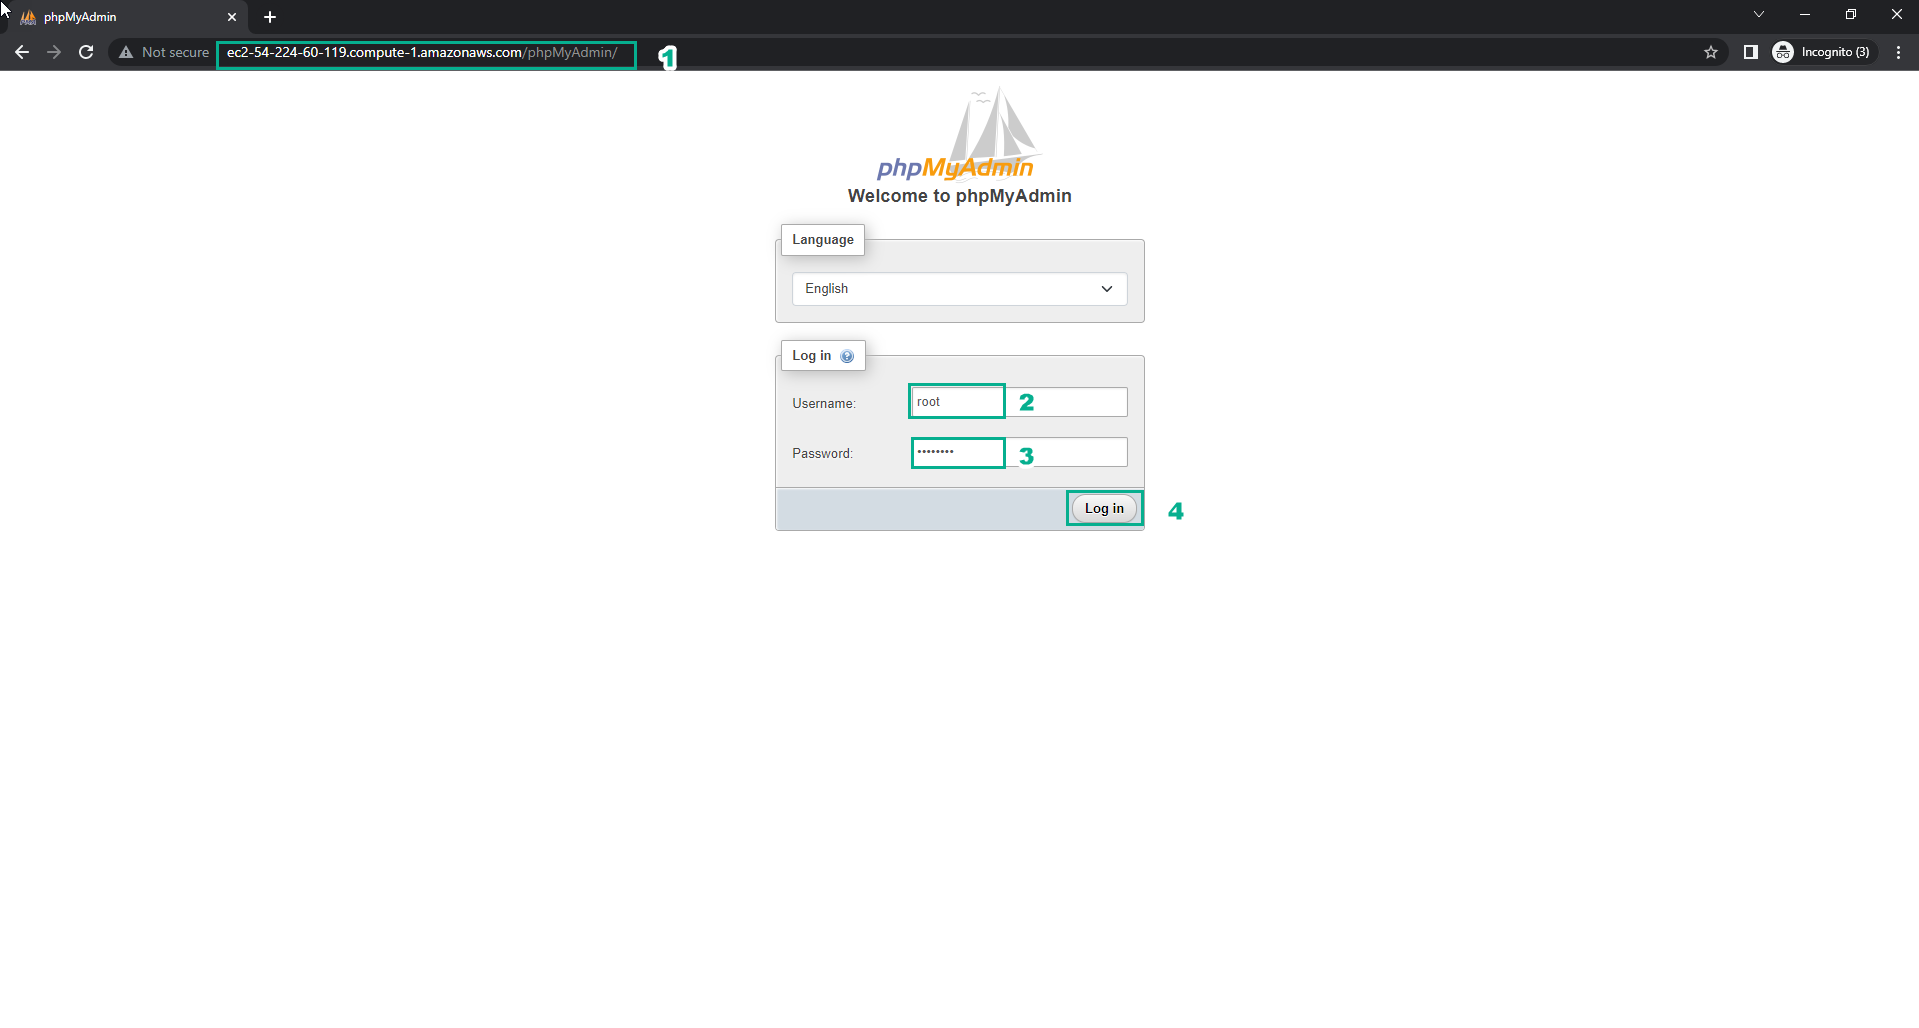 phpMyAdmin
Not secure ec2-54-224-60-119.compute-1.amazonaws.com/phpMyAdmin/ 1 Incognito (3)
phpMyAdmin
Welcome to phpMyAdmin
Language
English
Log in
Username: root 2
Password: •••••••• 3
Log in 4